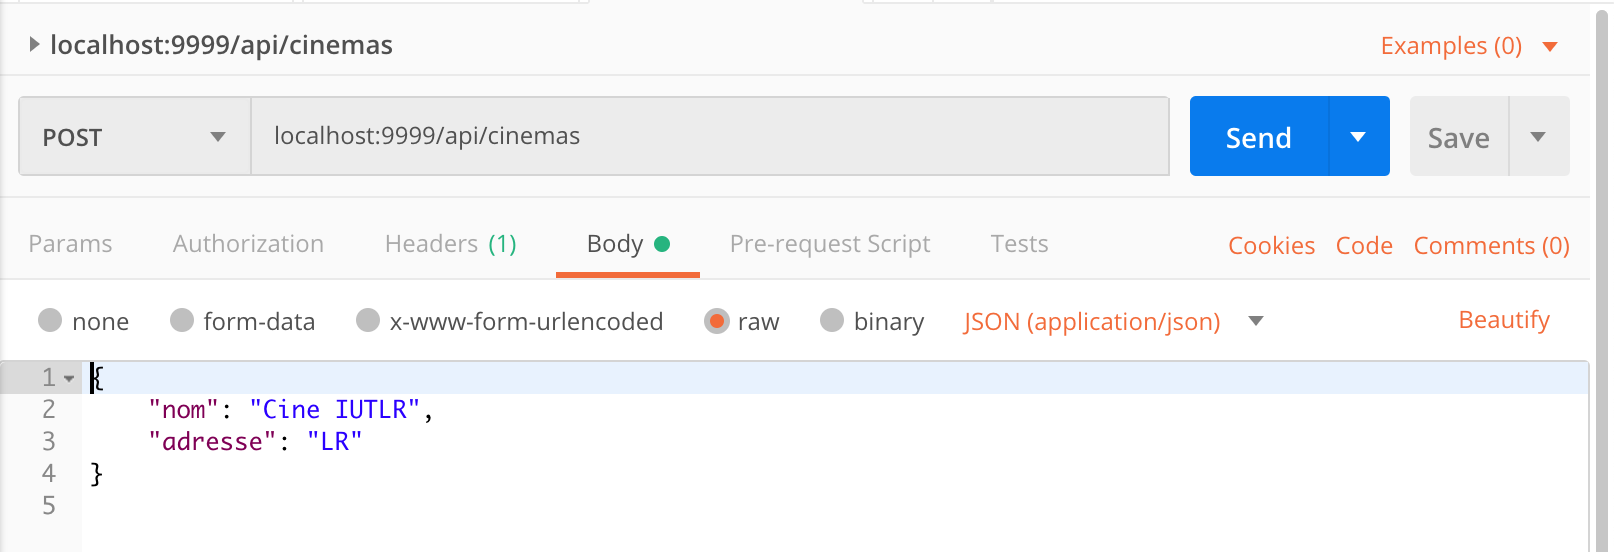 localhost:9999/api/cinemas
Examples (0)
POST
localhost:9999/api/cinemas
Send
Save
Params Authorization Headers (1) Body Pre-request Script Tests Cookies Code Comments (0)
none form-data x-www-form-urlencoded raw binary JSON (application/json) Beautify
1 {
2 "nom": "Cine IUTLR",
3 "adresse": "LR"
4 }
5